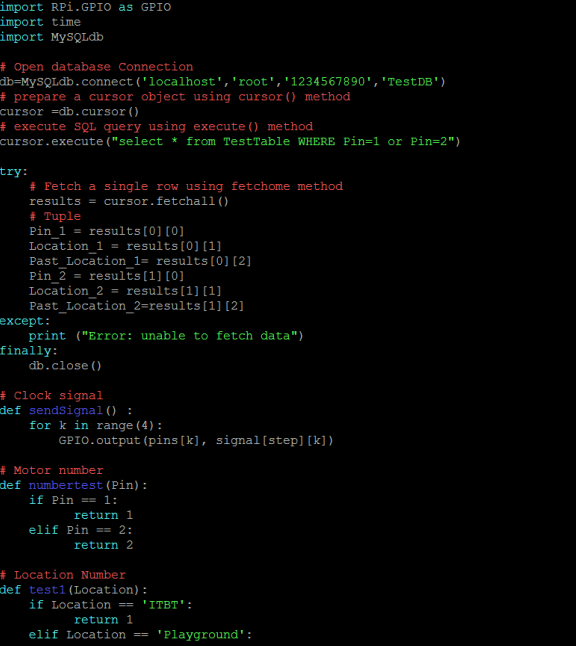 import RPi.GPIO as GPIO
import time
import MySQLdb
# Open database Connection
db=MySQLdb.connect('localhost','root','1234567890','TestDB')
# prepare a cursor object using cursor() method
cursor =db.cursor()
# execute SQL query using execute() method
cursor.execute("select * from TestTable WHERE Pin=1 or Pin=2")
try:
    # Fetch a single row using fetchome method
    results = cursor.fetchall()
    # Tuple
    Pin_1 = results[0][0]
    Location_1 = results[0][1]
    Past_Location_1= results[0][2]
    Pin_2 = results[1][0]
    Location_2 = results[1][1]
    Past_Location_2=results[1][2]
except:
    print ("Error: unable to fetch data")
finally:
    db.close()
# Clock signal
def sendSignal() :
    for k in range(4):
        GPIO.output(pins[k], signal[step][k])
# Motor number
def numbertest(Pin):
    if Pin == 1:
          return 1
    elif Pin == 2:
          return 2
# Location Number
def test1(Location):
    if Location == 'ITBT':
          return 1
    elif Location == 'Playground':